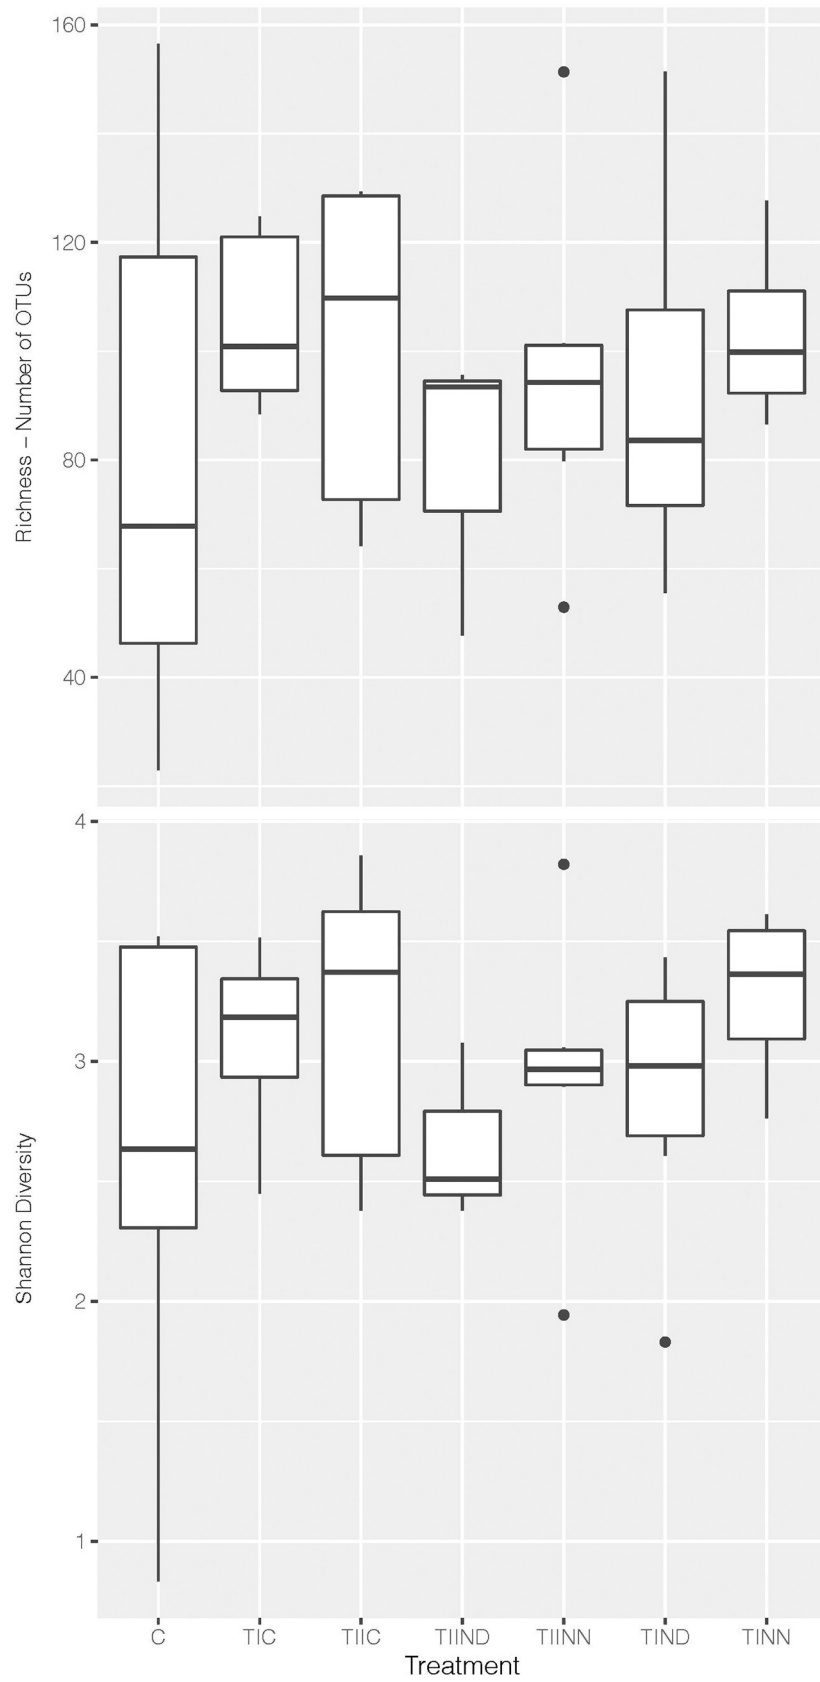 160
120
80
40
Richness – Number of OTUs
4
3
2
1
Shannon Diversity
C TIC TIIC TIIND TIINN TIND TINN
Treatment